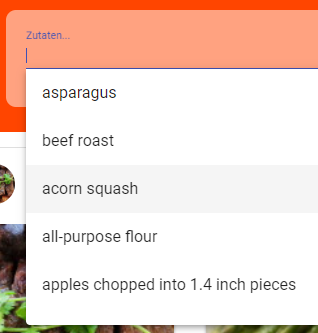 Zutaten...
asparagus
beef roast
acorn squash
all-purpose flour
apples chopped into 1.4 inch pieces